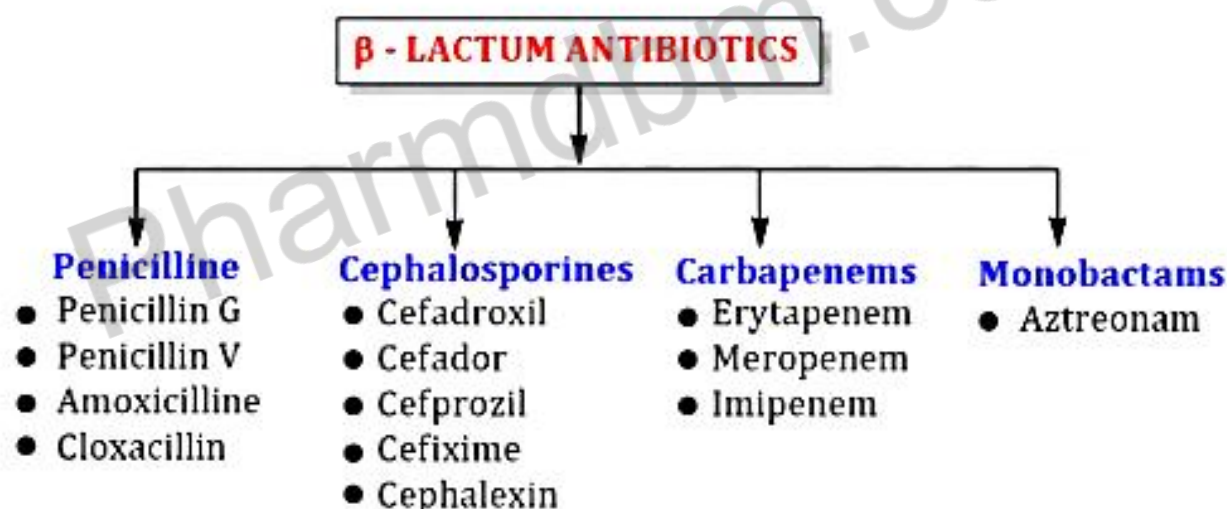 β - LACTUM ANTIBIOTICS
Pharmdbm.co
Penicilline
● Penicillin G
● Penicillin V
● Amoxicilline
● Cloxacillin
Cephalosporines
● Cefadroxil
● Cefador
● Cefprozil
● Cefixime
● Cephalexin
Carbapenems
● Erytapenem
● Meropenem
● Imipenem
Monobactams
● Aztreonam